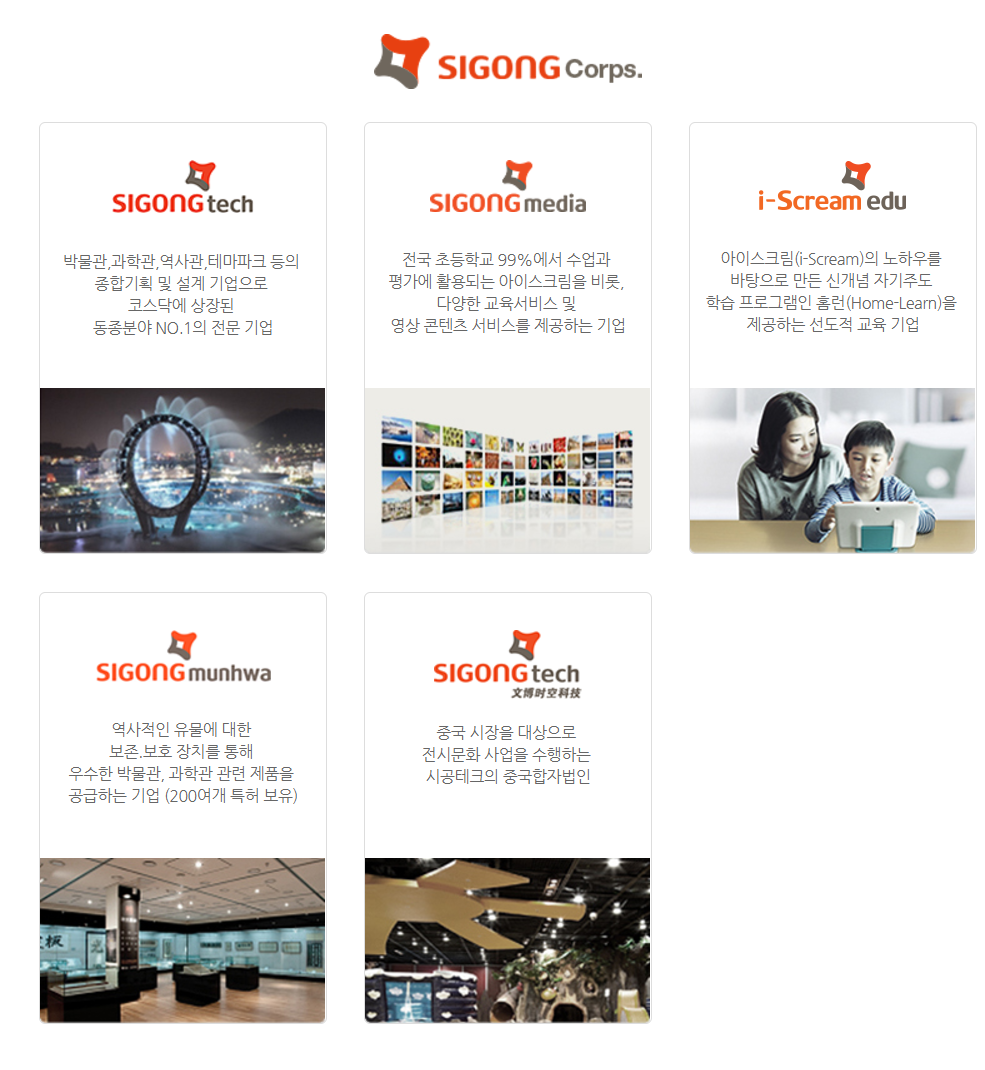 SIGONG Corps.
SIGONG tech
박물관,과학관,역사관,테마파크 등의
종합기획 및 설계 기업으로
코스닥에 상장된
동종분야 NO.1의 전문 기업
SIGONG media
전국 초등학교 99%에서 수업과
평가에 활용되는 아이스크림을 비롯,
다양한 교육서비스 및
영상 콘텐츠 서비스를 제공하는 기업
i-Scream edu
아이스크림(i-Scream)의 노하우를
바탕으로 만든 신개념 자기주도
학습 프로그램인 홈런(Home-Learn)을
제공하는 선도적 교육 기업
SIGONG munhwa
역사적인 유물에 대한
보존.보호 장치를 통해
우수한 박물관, 과학관 관련 제품을
공급하는 기업 (200여개 특허 보유)
SIGONG tech
文博时空科技
중국 시장을 대상으로
전시문화 사업을 수행하는
시공테크의 중국합자법인